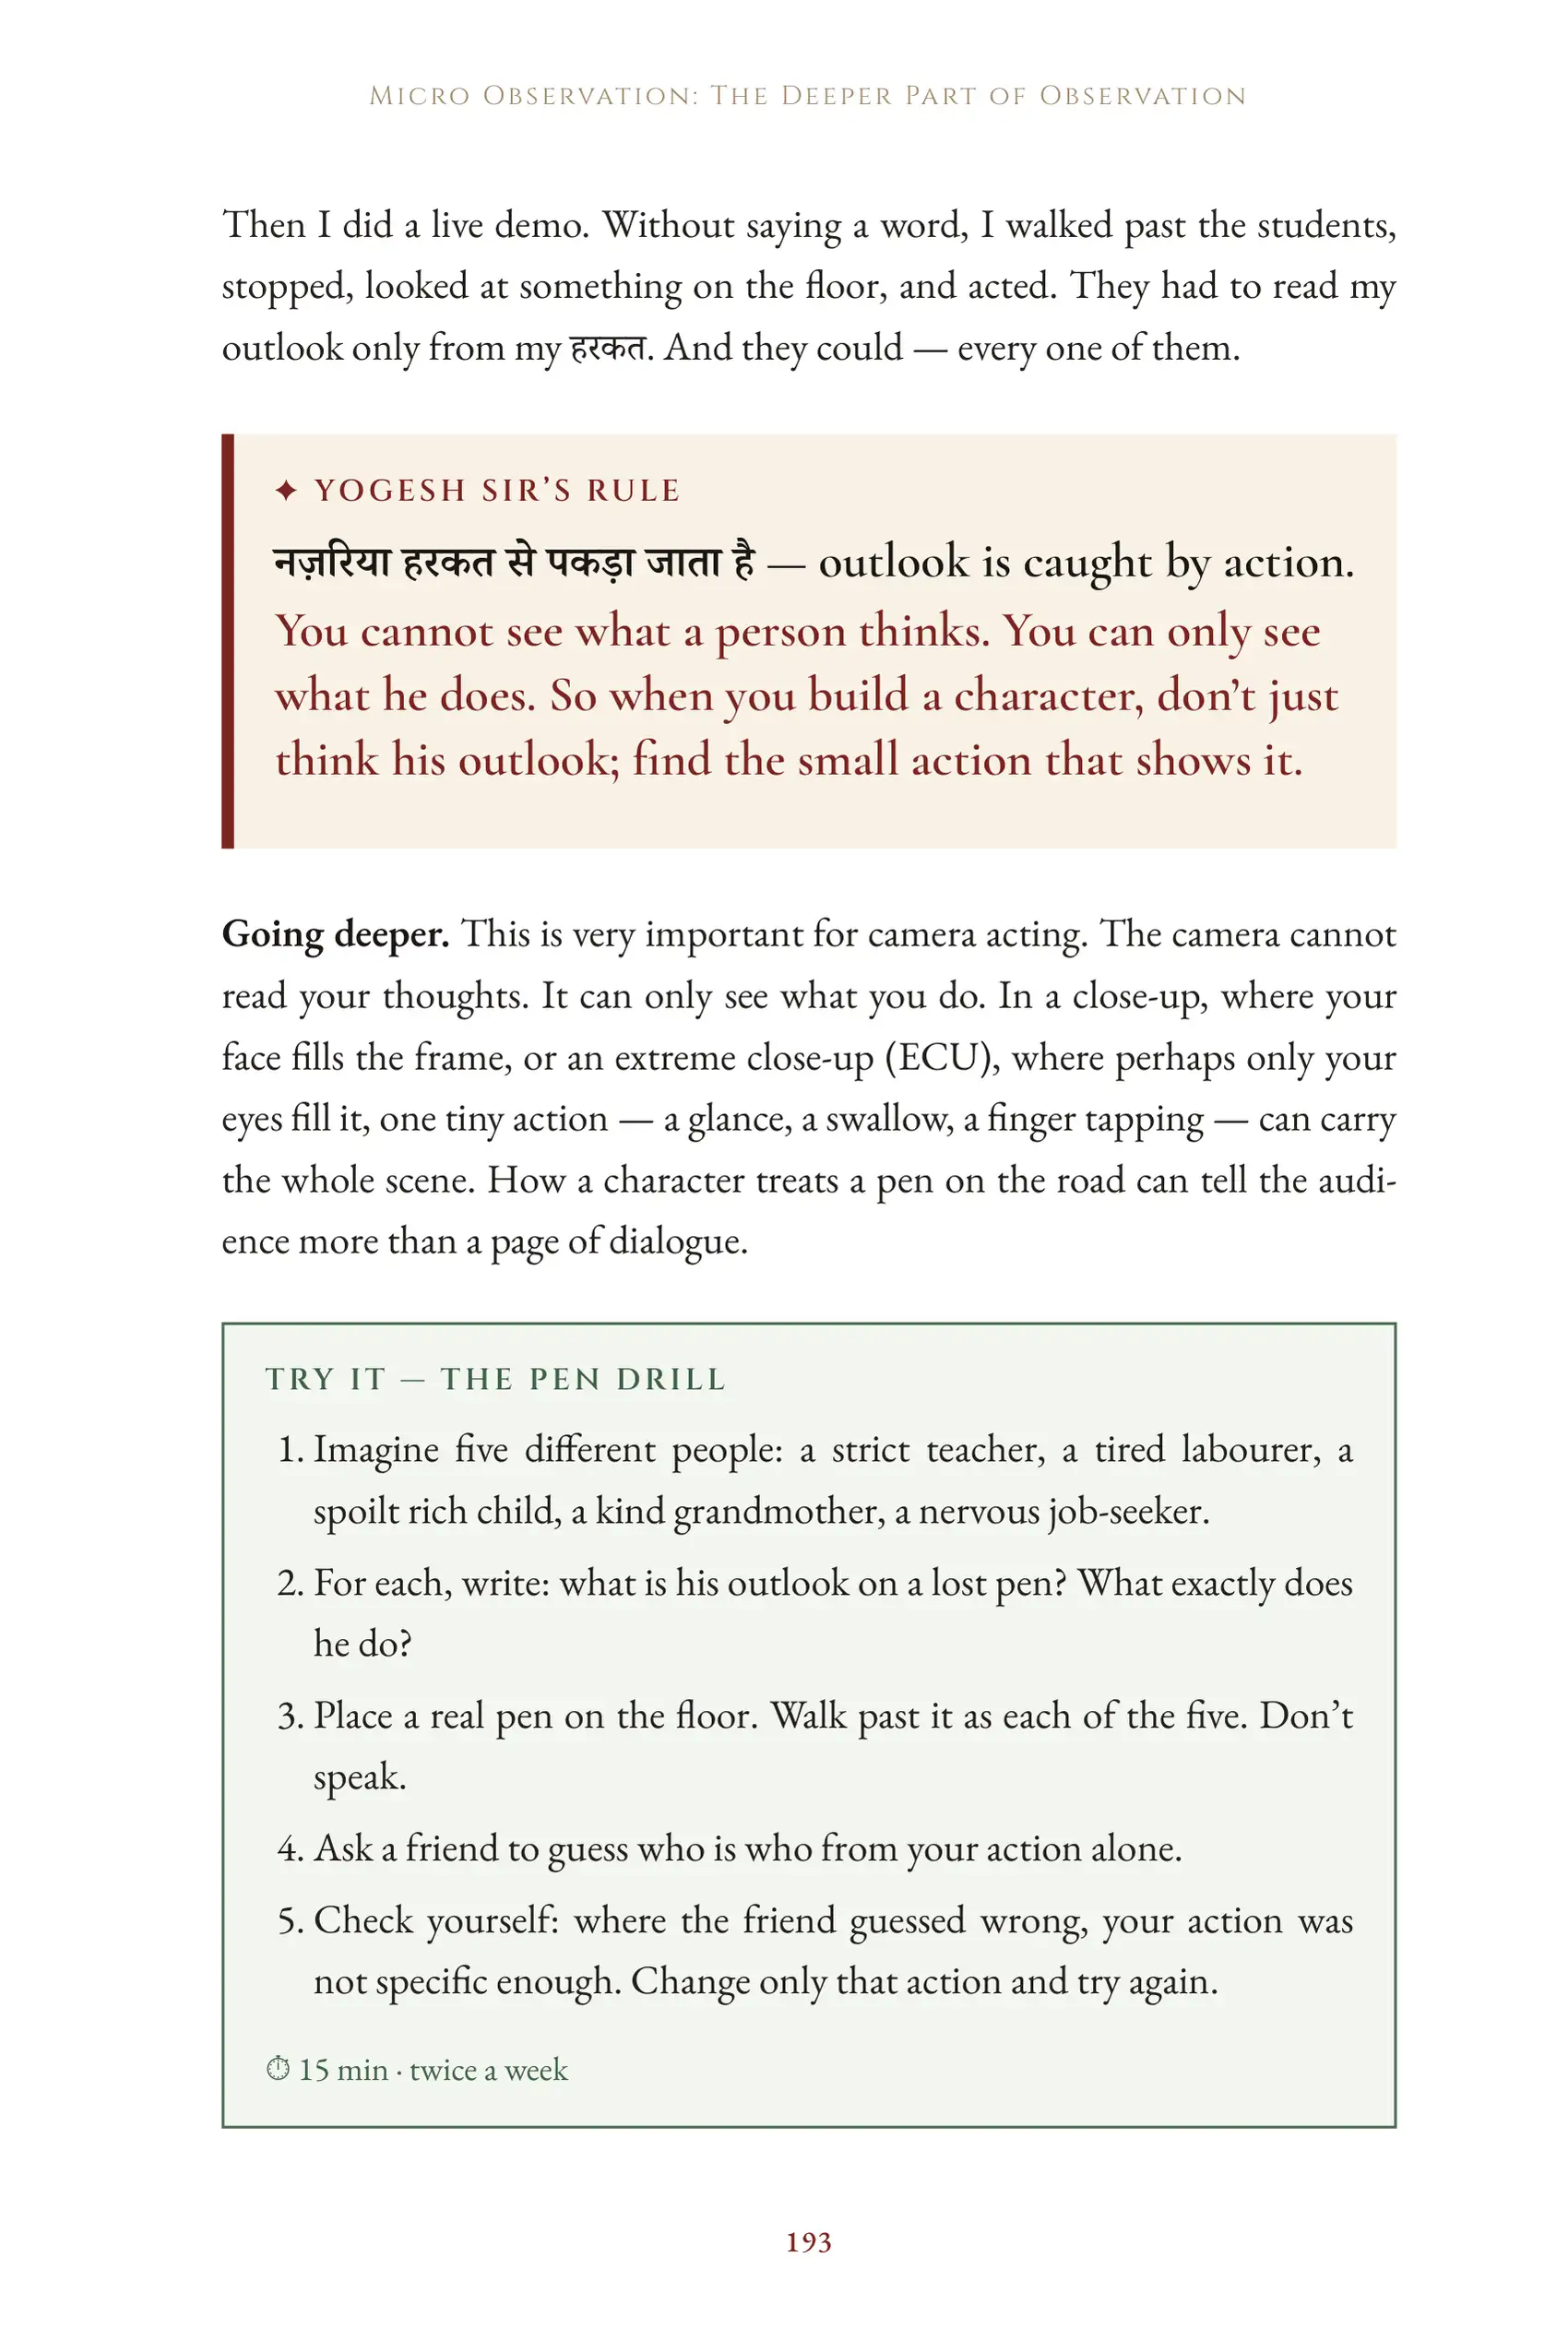 Micro Observation: The Deeper Part of Observation
Then I did a live demo. Without saying a word, I walked past the students,
stopped, looked at something on the floor, and acted. They had to read my
outlook only from my हरकत. And they could — every one of them.
✦ YOGESH SIR’S RULE
नज़रिया हरकत से पकड़ा जाता है — outlook is caught by action.
You cannot see what a person thinks. You can only see
what he does. So when you build a character, don’t just
think his outlook; find the small action that shows it.
Going deeper. This is very important for camera acting. The camera cannot
read your thoughts. It can only see what you do. In a close-up, where your
face fills the frame, or an extreme close-up (ECU), where perhaps only your
eyes fill it, one tiny action — a glance, a swallow, a finger tapping — can carry
the whole scene. How a character treats a pen on the road can tell the audi-
ence more than a page of dialogue.
TRY IT — THE PEN DRILL
1. Imagine five different people: a strict teacher, a tired labourer, a
spoilt rich child, a kind grandmother, a nervous job-seeker.
2. For each, write: what is his outlook on a lost pen? What exactly does
he do?
3. Place a real pen on the floor. Walk past it as each of the five. Don’t
speak.
4. Ask a friend to guess who is who from your action alone.
5. Check yourself: where the friend guessed wrong, your action was
not specific enough. Change only that action and try again.
⏱ 15 min · twice a week
193